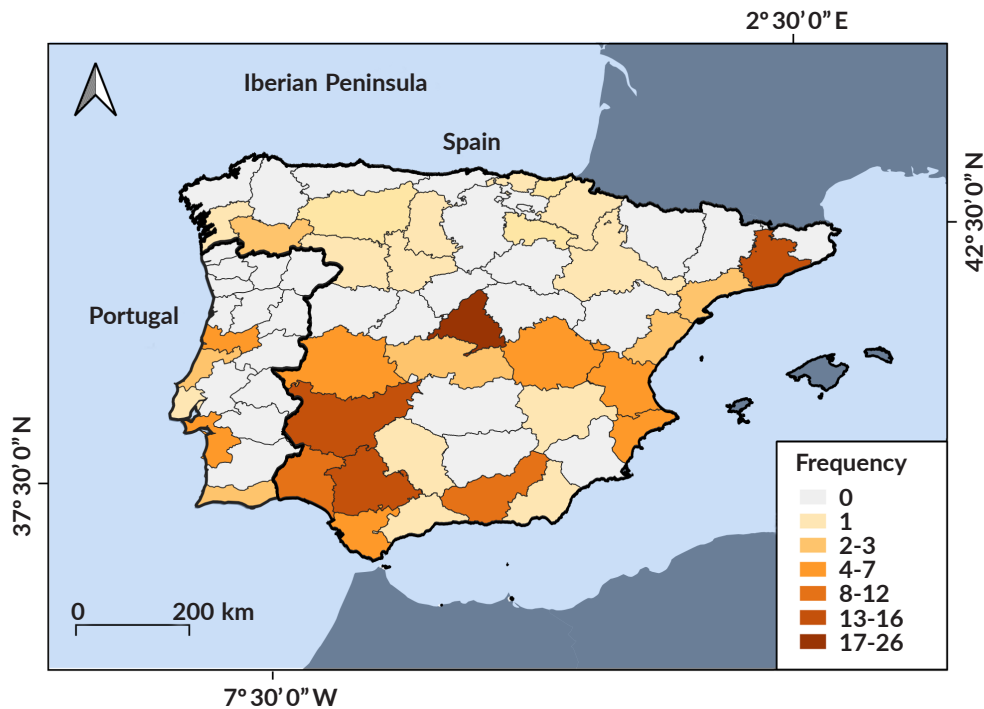 2° 30’ 0” E
Iberian Peninsula
Spain
42° 30’ 0” N
Portugal
37° 30’ 0” N
Frequency
0
1
2-3
4-7
8-12
13-16
17-26
0 200 km
7° 30’ 0” W